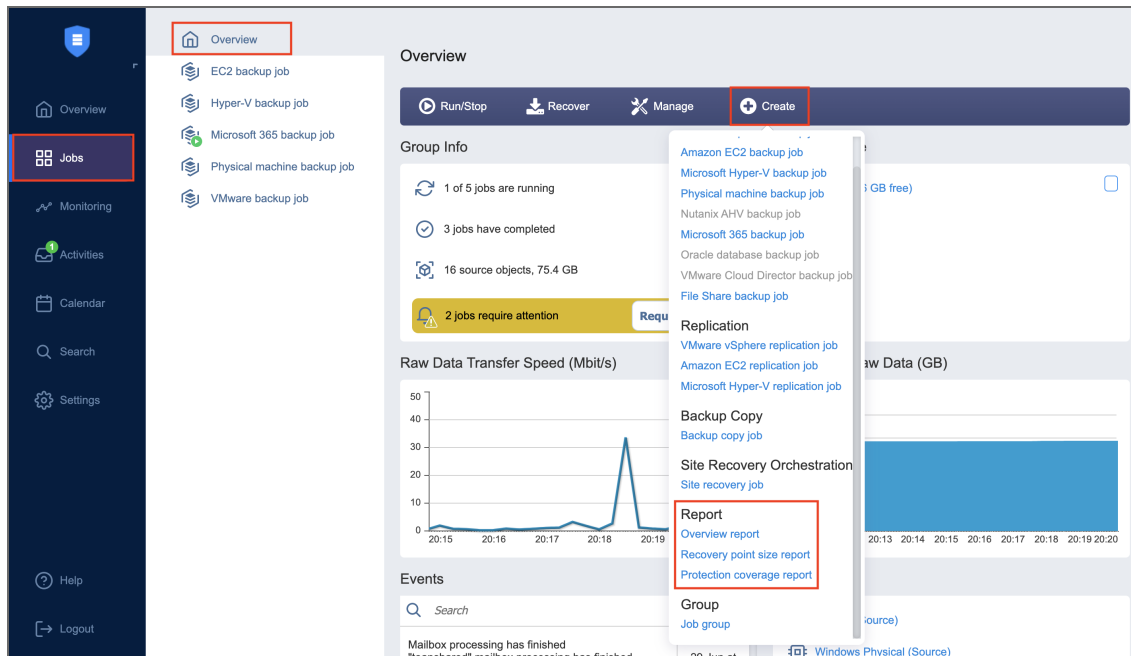 Overview
Jobs
Monitoring
1
Activities
Calendar
Search
Settings
Help
Logout
Overview
EC2 backup job
Hyper-V backup job
Microsoft 365 backup job
Physical machine backup job
VMware backup job
Overview
Run/Stop
Recover
Manage
Create
Group Info
1 of 5 jobs are running
3 jobs have completed
16 source objects, 75.4 GB
2 jobs require attention
Requ
Amazon EC2 backup job
Microsoft Hyper-V backup job
Physical machine backup job
Nutanix AHV backup job
Microsoft 365 backup job
Oracle database backup job
VMware Cloud Director backup job
File Share backup job
Replication
VMware vSphere replication job
Amazon EC2 replication job
Microsoft Hyper-V replication job
Backup Copy
Backup copy job
Site Recovery Orchestration
Site recovery job
Report
Overview report
Recovery point size report
Protection coverage report
Group
Job group
6 GB free)
Raw Data Transfer Speed (Mbit/s)
50
40
30
20
10
0
20:15 20:16 20:17 20:18 20:19
aw Data (GB)
20:13 20:14 20:15 20:16 20:17 20:18 20:19 20:20
Events
Search
Mailbox processing has finished
ource)
Windows Physical (Source)